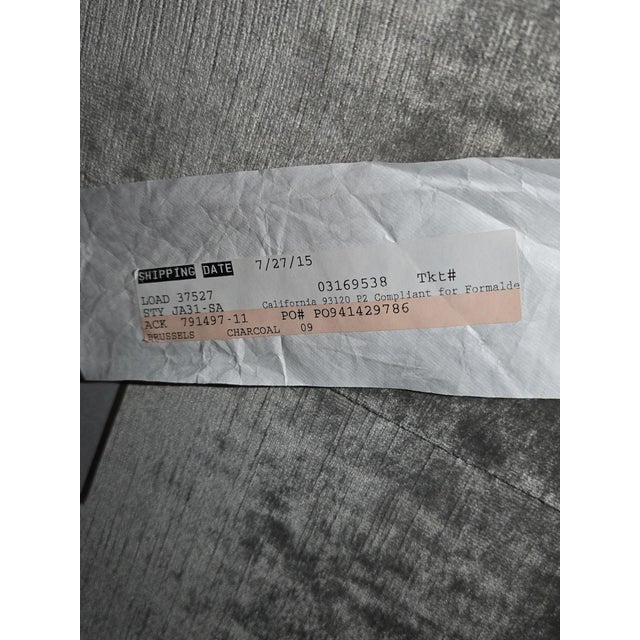 SHIPPING DATE 7/27/15
03169538 Tkt#
LOAD 37527
California 93120 P2 Compliant for Formalde
STY JA31-SA
ACK 791497-11 PO# PO941429786
BRUSSELS CHARCOAL 09